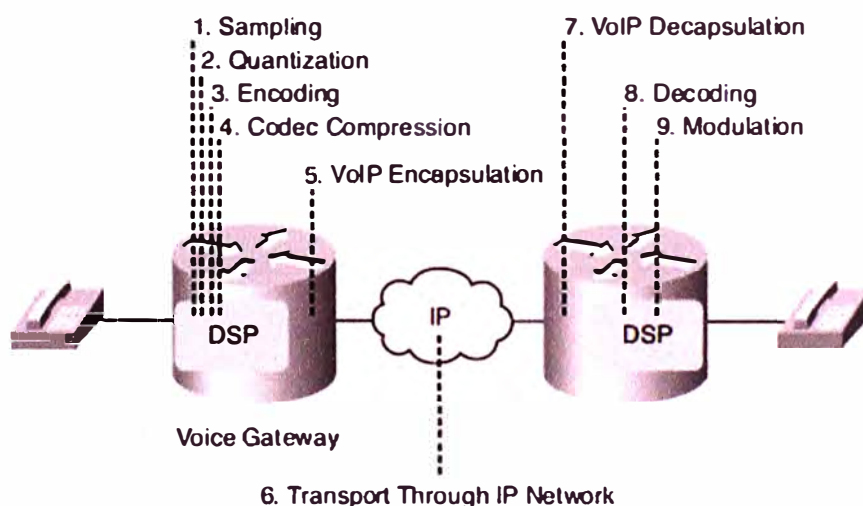 1. Sampling
2. Quantization
3. Encoding
4. Codec Compression
5. VoIP Encapsulation
7. VoIP Decapsulation
8. Decoding
9. Modulation
DSP
IP
DSP
Voice Gateway
6. Transport Through IP Network